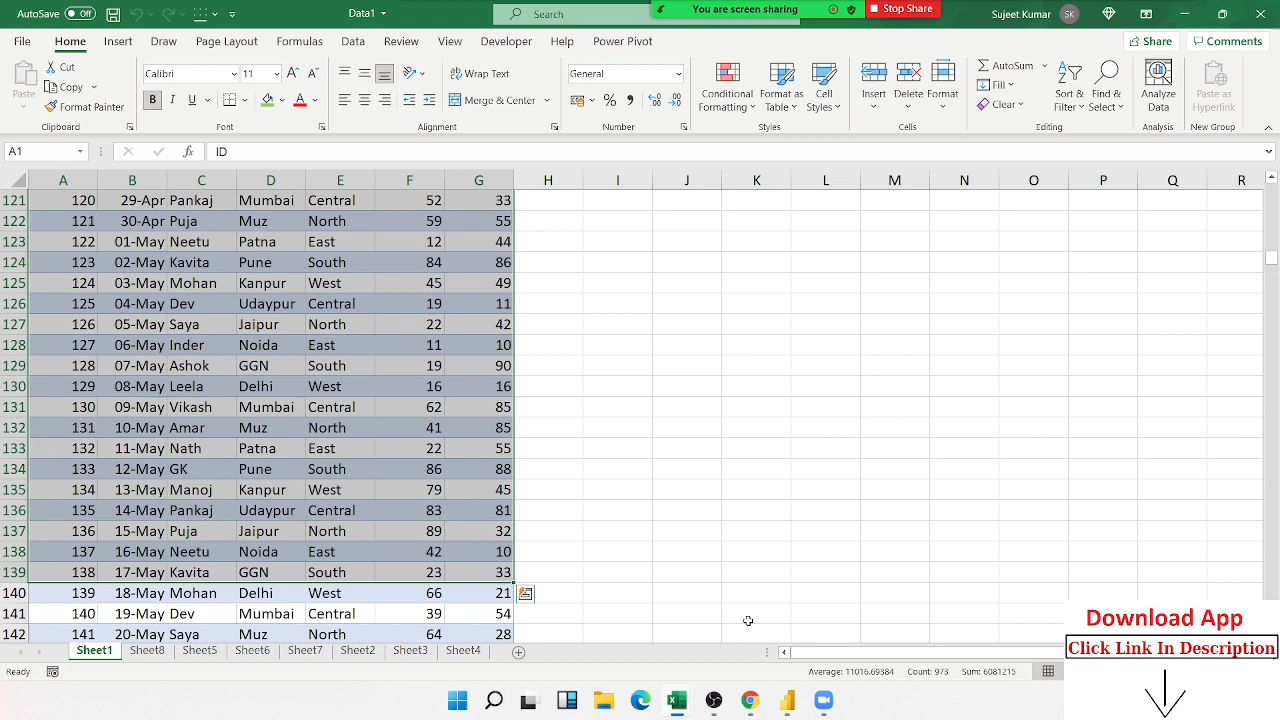 AutoSave Off Data1 Search You are screen sharing Stop Share Sujeet Kumar SK
File Home Insert Draw Page Layout Formulas Data Review View Developer Help Power Pivot Share Comments
Cut
Copy
Format Painter
Paste
Clipboard
Calibri 11
B I U
Font
Wrap Text
Merge & Center
Alignment
General
Number
Conditional Formatting
Format as Table
Cell Styles
Styles
Insert Delete Format
Cells
AutoSum
Fill
Clear
Sort & Filter
Find & Select
Editing
Analyze Data
Analysis
Paste as Hyperlink
New Group
A1 fx ID
A B C D E F G H I J K L M N O P Q R
121 120 29-Apr Pankaj Mumbai Central 52 33
122 121 30-Apr Puja Muz North 59 55
123 122 01-May Neetu Patna East 12 44
124 123 02-May Kavita Pune South 84 86
125 124 03-May Mohan Kanpur West 45 49
126 125 04-May Dev Udaypur Central 19 11
127 126 05-May Saya Jaipur North 22 42
128 127 06-May Inder Noida East 11 10
129 128 07-May Ashok GGN South 19 90
130 129 08-May Leela Delhi West 16 16
131 130 09-May Vikash Mumbai Central 62 85
132 131 10-May Amar Muz North 41 85
133 132 11-May Nath Patna East 22 55
134 133 12-May GK Pune South 86 88
135 134 13-May Manoj Kanpur West 79 45
136 135 14-May Pankaj Udaypur Central 83 81
137 136 15-May Puja Jaipur North 89 32
138 137 16-May Neetu Noida East 42 10
139 138 17-May Kavita GGN South 23 33
140 139 18-May Mohan Delhi West 66 21
141 140 19-May Dev Mumbai Central 39 54
142 141 20-May Saya Muz North 64 28
Sheet1 Sheet8 Sheet5 Sheet6 Sheet7 Sheet2 Sheet3 Sheet4
Ready Average: 11016.69384 Count: 973 Sum: 6081215
Download App
Click Link In Description